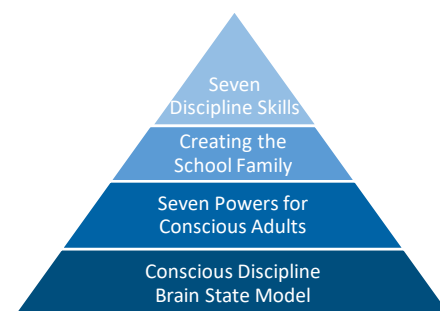 Seven
Discipline Skills
Creating the
School Family
Seven Powers for
Conscious Adults
Conscious Discipline
Brain State Model